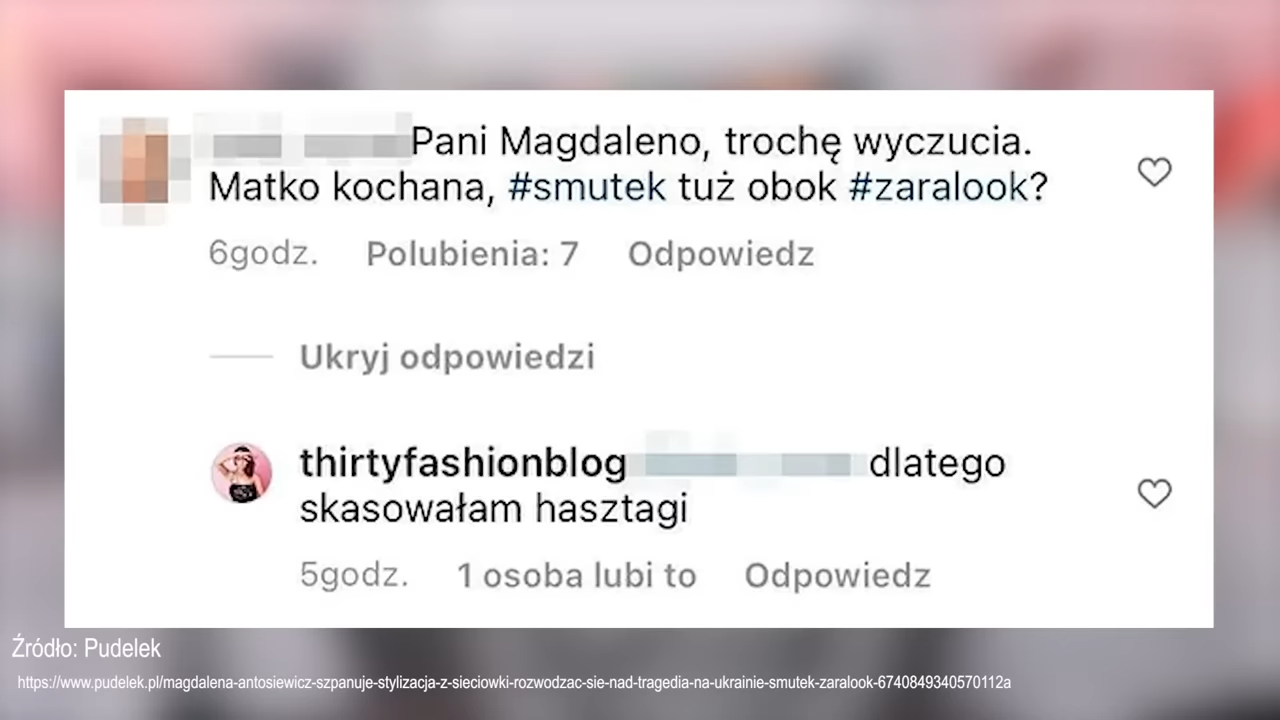 Pani Magdaleno, trochę wyczucia.
Matko kochana, #smutek tuż obok #zaralook?
6godz. Polubienia: 7 Odpowiedz
Ukryj odpowiedzi
thirtyfashionblog dlatego
skasowałam hasztagi
5godz. 1 osoba lubi to Odpowiedz
Źródło: Pudelek
https://www.pudelek.pl/magdalena-antosiewicz-szpanuje-stylizacja-z-sieciowki-rozwodzac-sie-nad-tragedia-na-ukrainie-smutek-zaralook-6740849340570112a